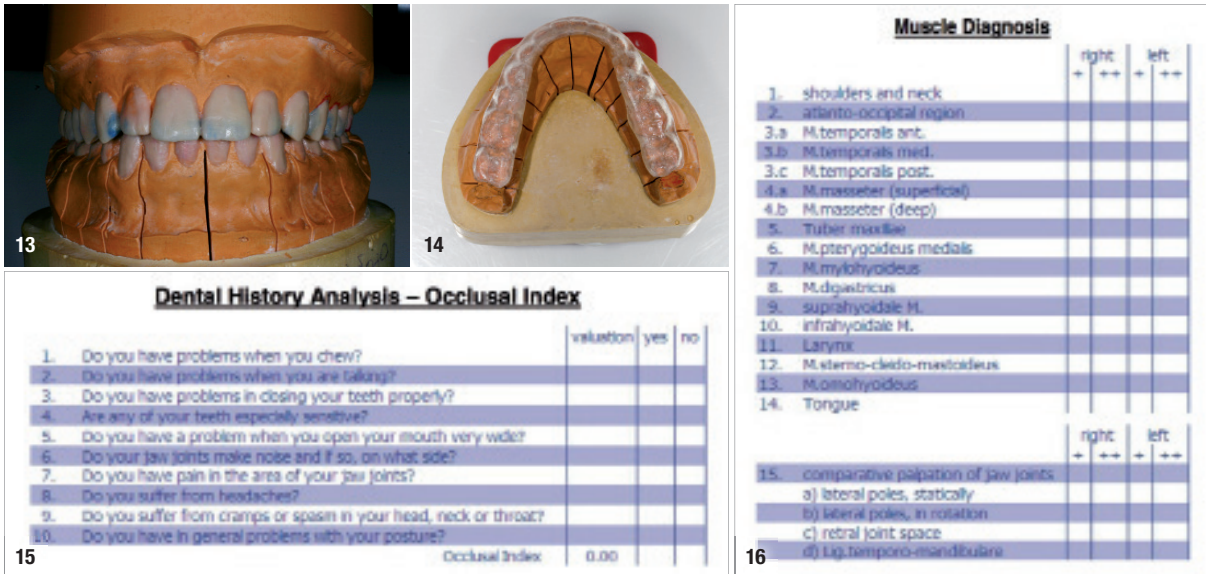 13
14
Dental History Analysis – Occlusal Index
valuation yes no
1. Do you have problems when you chew?
2. Do you have problems when you are talking?
3. Do you have problems in closing your teeth properly?
4. Are any of your teeth especially sensitive?
5. Do you have a problem when you open your mouth very wide?
6. Do your jaw joints make noise and if so, on what side?
7. Do you have pain in the area of your jaw joints?
8. Do you suffer from headaches?
9. Do you suffer from cramps or spasm in your head, neck or throat?
10. Do you have in general problems with your posture?
Occlusal Index 0.00
15
Muscle Diagnosis
right left
+ ++ + ++
1. shoulders and neck
2. atlanto-occipital region
3.a M.temporalis ant.
3.b M.temporalis med.
3.c M.temporalis post.
4.a M.masseter (superficial)
4.b M.masseter (deep)
5. Tuber maxillae
6. M.pterygoideus medialis
7. M.mylohyoideus
8. M.digastricus
9. suprahyoidale M.
10. infrahyoidale M.
11. Larynx
12. M.sterno-cleido-mastoideus
13. M.omohyoideus
14. Tongue
right left
+ ++ + ++
15. comparative palpation of jaw joints
a) lateral poles, statically
b) lateral poles, in rotation
c) retral joint space
d) Lig.temporo-mandibulare
16